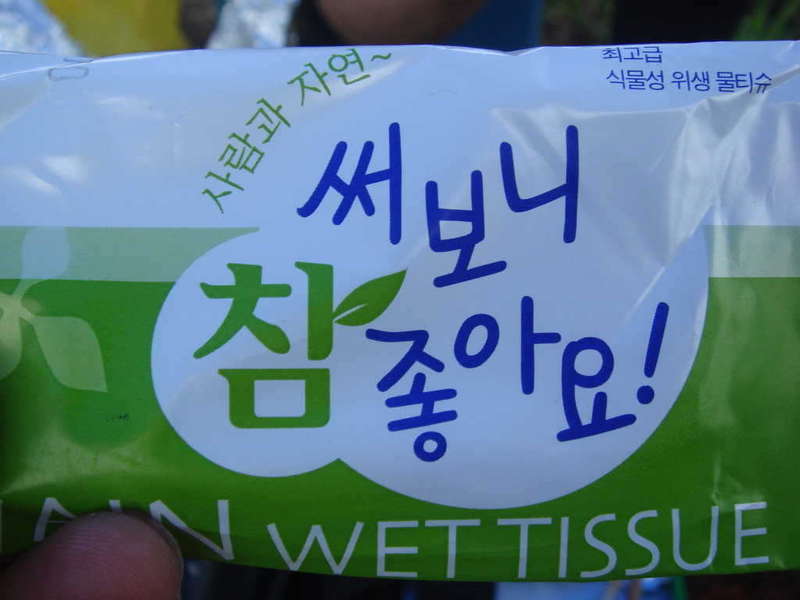 최고급
식물성 위생 물티슈
사람과 자연~
써보니
참 좋아요!
WET TISSUE